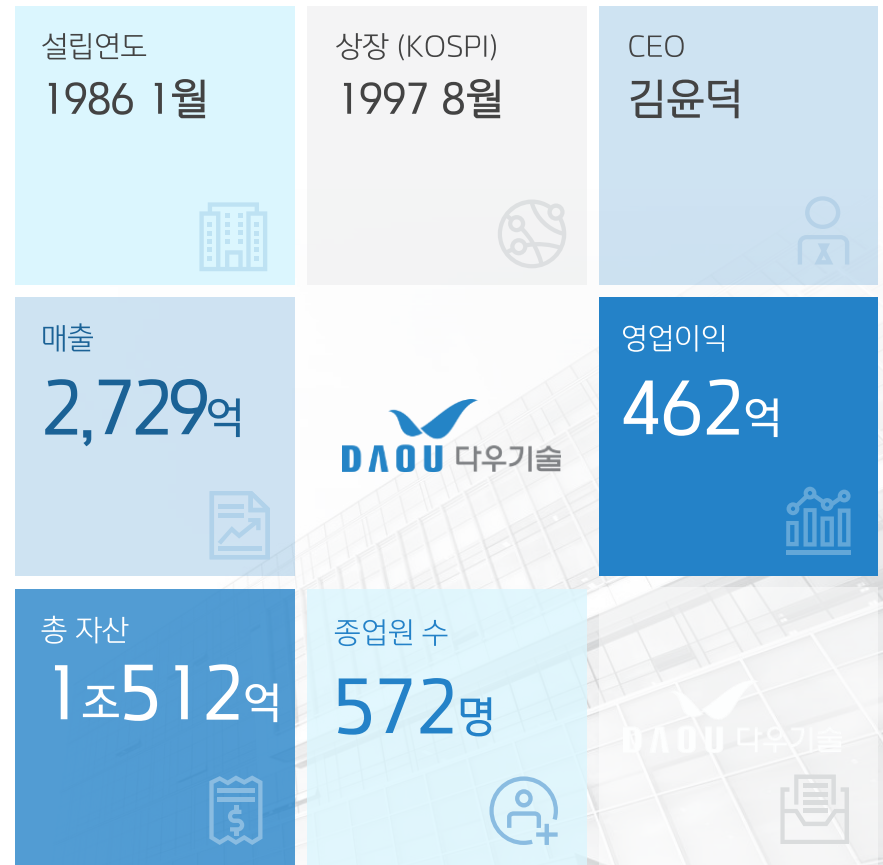 설립연도
1986 1월
상장 (KOSPI)
1997 8월
CEO
김윤덕
매출
2,729억
DAOU 다우기술
영업이익
462억
총 자산
1조512억
종업원 수
572명
DAOU 다우기술